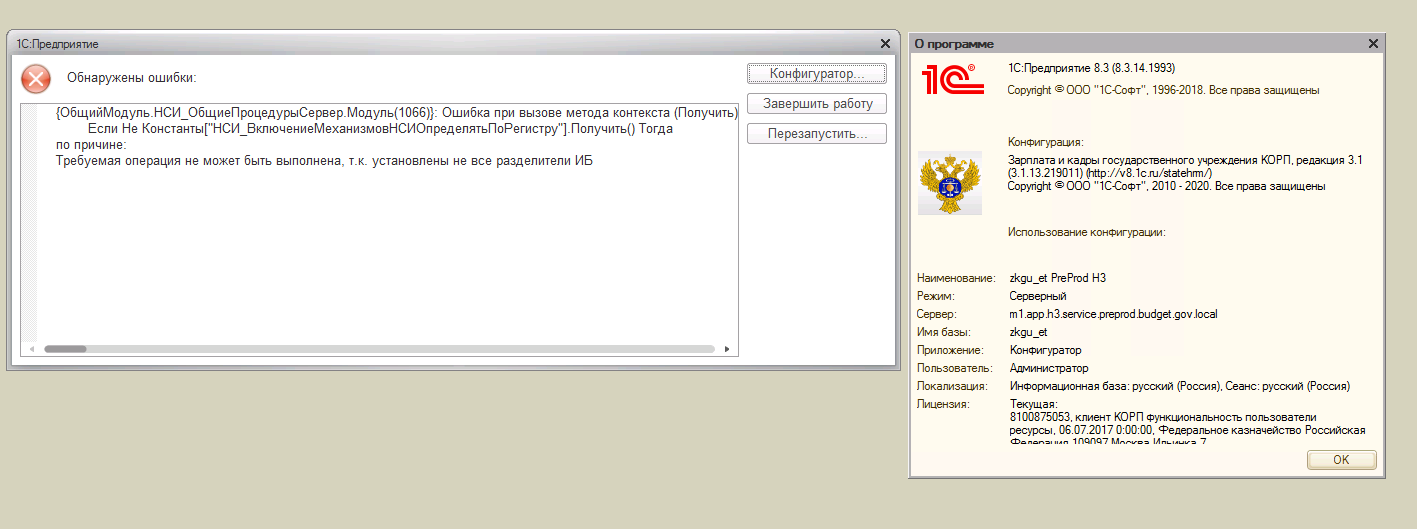 1С:Предприятие
Обнаружены ошибки:
{ОбщийМодуль.НСИ_ОбщиеПроцедурыСервер.Модуль(1066)}: Ошибка при вызове метода контекста (Получить)
Если Не Константы["НСИ_ВключениеМеханизмовНСИОпределятьПоРегистру"].Получить() Тогда
по причине:
Требуемая операция не может быть выполнена, т.к. установлены не все разделители ИБ
Конфигуратор...
Завершить работу
Перезапустить...
О программе
1С®
1С:Предприятие 8.3 (8.3.14.1993)
Copyright © ООО "1С-Софт", 1996-2018. Все права защищены
Конфигурация:
Зарплата и кадры государственного учреждения КОРП, редакция 3.1
(3.1.13.219011) (http://v8.1c.ru/statehrm/)
Copyright © ООО "1С-Софт", 2010 - 2020. Все права защищены
Использование конфигурации:
Наименование: zkgu_et PreProd H3
Режим: Серверный
Сервер: m1.app.h3.service.preprod.budget.gov.local
Имя базы: zkgu_et
Приложение: Конфигуратор
Пользователь: Администратор
Локализация: Информационная база: русский (Россия), Сеанс: русский (Россия)
Лицензия: Текущая:
8100875053, клиент КОРП функциональность пользователи
ресурсы, 06.07.2017 0:00:00, Федеральное казначейство Российская
Федерация 109097 Москва Ильинка 7
OK